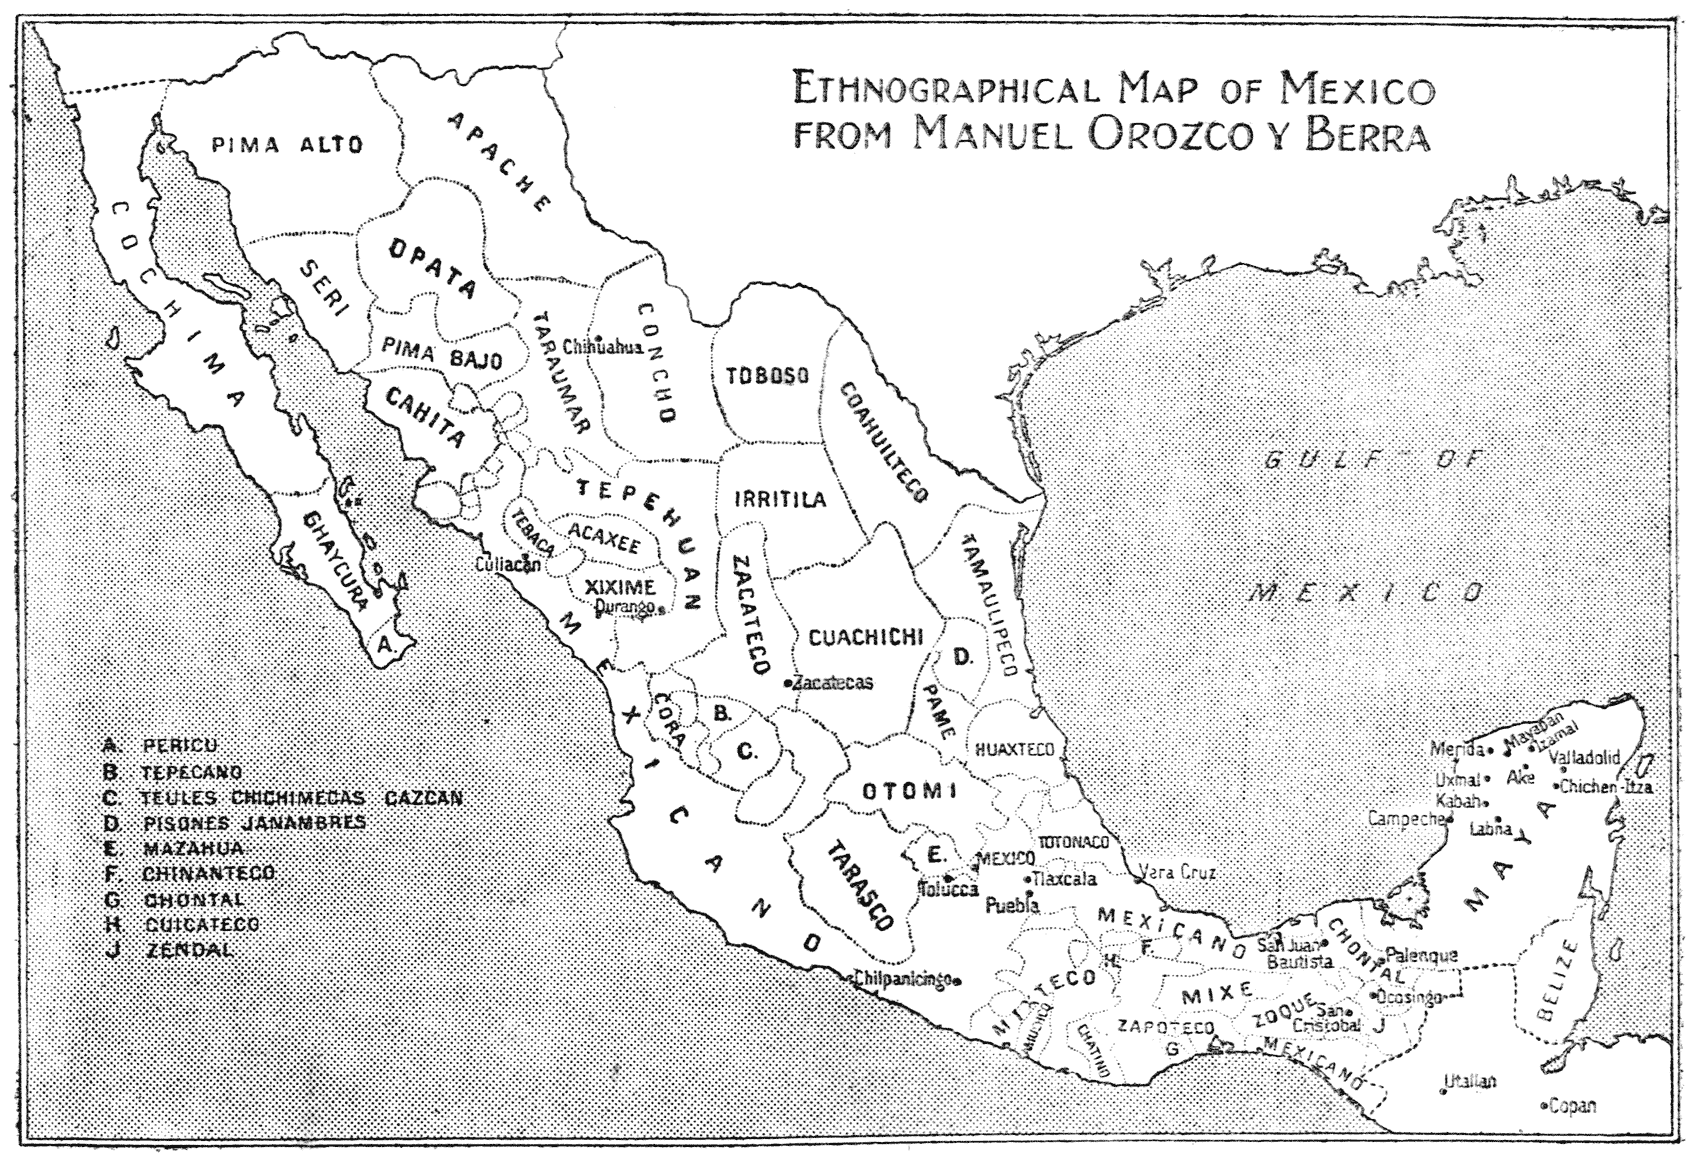 ETHNOGRAPHICAL MAP OF MEXICO
FROM MANUEL OROZCO Y BERRA
PIMA ALTO
APACHE
COCHIMA
OPATA
SERI
CONCHO
TARAUMAR
Chihuahua
PIMA BAJO
TOBOSO
CAHITA
COAHUILTECO
GULF OF
MEXICO
TEPEHUAN
IRRITILA
GHAYCURA
TEBACA
ACAXEE
Culiacan
XIXIME
Durango
ZACATECO
TAMAULIPECO
CUACHICHI
A.
D.
Zacatecas
MEXICANO
CORA
B.
C.
PAME
HUAXTECO
OTOMI
A. PERICU
B TEPECANO
C. TEULES CHICHIMECAS CAZCAN
D. PISONES JANAMBRES
E. MAZAHUA
F. CHINANTECO
G CHONTAL
H CUICATECO
J ZENDAL
Merida
Mayapan
Izamal
Valladolid
Uxmal
Ake
Chichen-Itza
Kabah
Campeche
Labna
MAYA
TARASCO
E.
MEXICO
TOTONACO
Tolucca
Tlaxcala
Vera Cruz
Puebla
MEXICANO
San Juan
Bautista
CHONTAL
Palenque
BELIZE
H.
F.
Chilpanicingo
MIXTECO
MIXE
Ocosingo
ZOQUE
San
Cristobal
J
ZAPOTECO
CHATINO
G
MEXICANO
Utallan
Copan